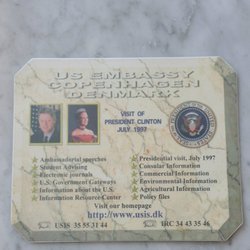 US EMBASSY
COPENHAGEN
DENMARK
VISIT OF
PRESIDENT CLINTON
JULY 1997
Ambassadorial speeches
Student Advising
Electronic journals
U.S. Government Gateways
Information about the U.S.
Information Resource Center
Presidential visit, July 1997
Consular Information
Commercial Information
Environmental Information
Agricultural Information
Policy files
Visit our homepage
http://www.usis.dk
USIS 35 55 31 44
IRC 34 43 35 46